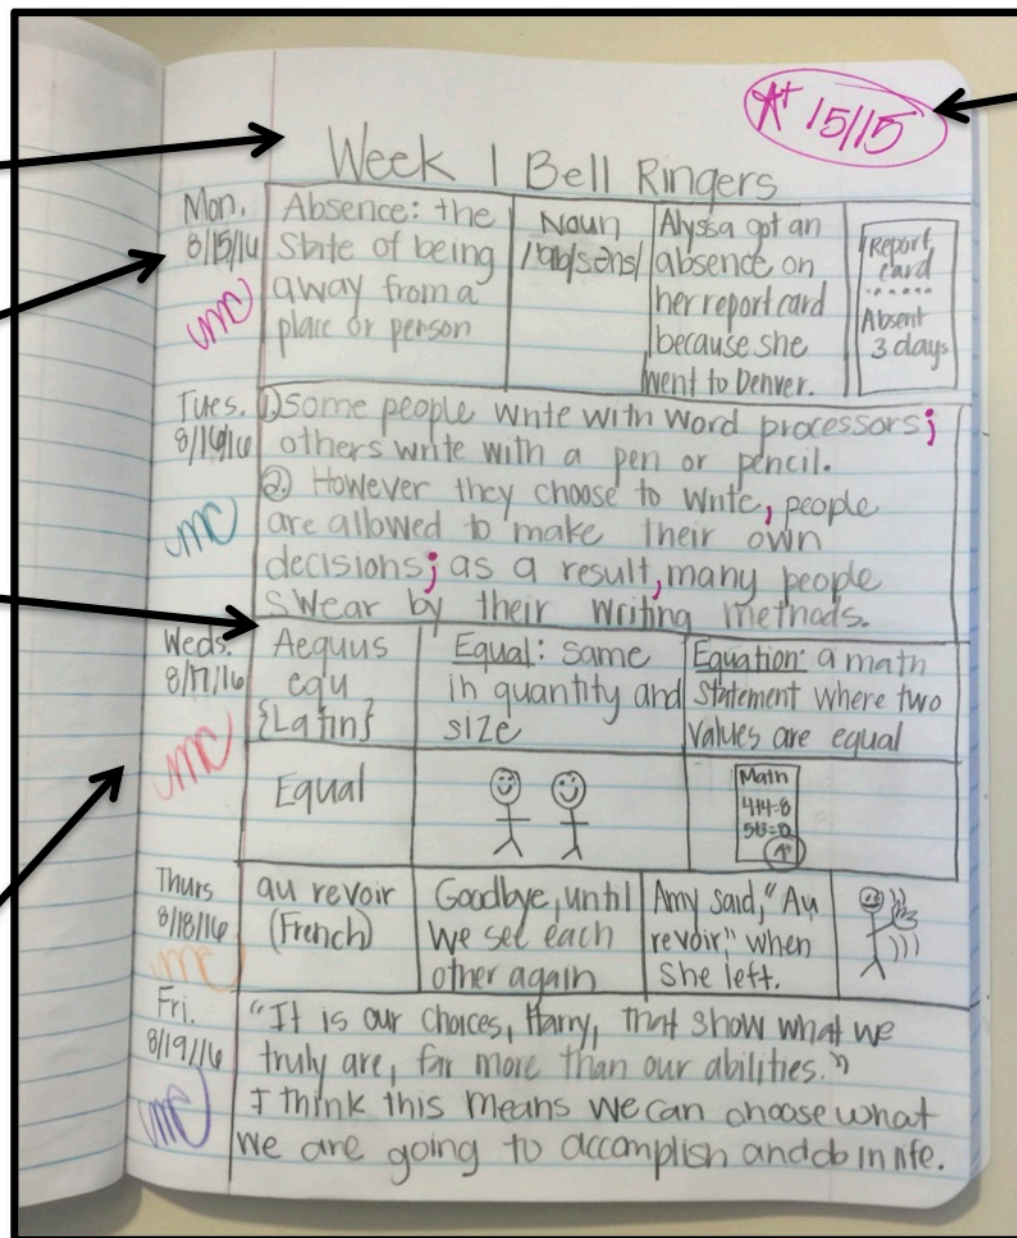 A+ 15/15
Week 1 Bell Ringers
Mon.
8/15/16
Absence: the
state of being
away from a
place or person
Noun
/'ab/səns/
Alyssa got an
absence on
her report card
because she
went to Denver.
Report
card
Absent
3 days
Tues.
8/16/16
1.) Some people write with word processors;
others write with a pen or pencil.
2.) However they choose to write, people
are allowed to make their own
decisions; as a result, many people
swear by their writing methods.
Weds.
8/17/16
Aequus
equ
{Latin}
Equal: same
in quantity and
size
Equation: a math
statement where two
values are equal
Equal
Math
4+4=8
A+
Thurs
8/18/16
au revoir
(French)
Goodbye, until
we see each
other again
Amy said, "Au
revoir" when
she left.
Fri.
8/19/16
"It is our choices, Harry, that show what we
truly are, far more than our abilities."
I think this means we can choose what
we are going to accomplish and do in life.